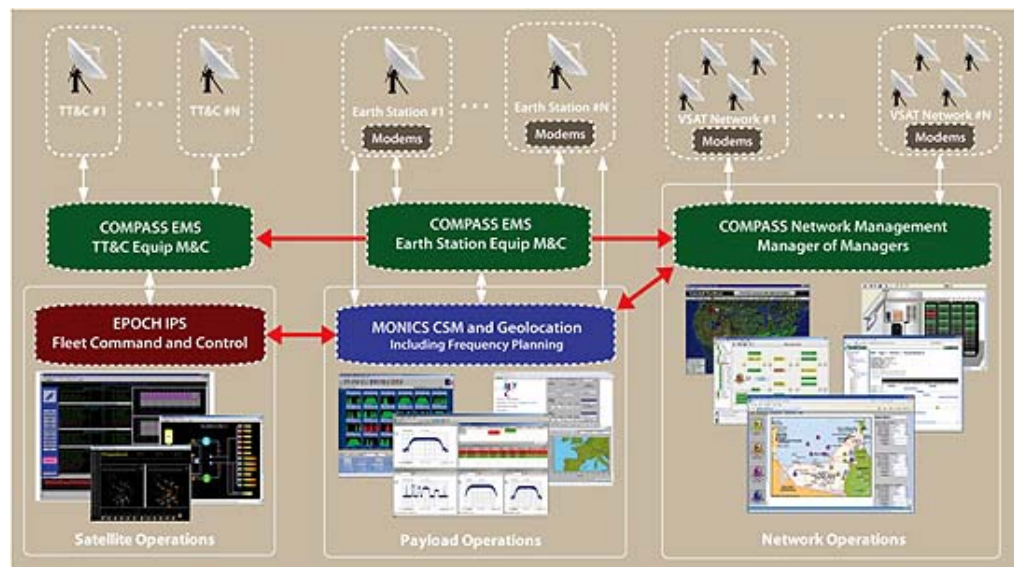 TT&C #1
TT&C #N
Earth Station #1
Modems
Earth Station #N
Modems
VSAT Network #1
Modems
VSAT Network #N
Modems
COMPASS EMS
TT&C Equip M&C
COMPASS EMS
Earth Station Equip M&C
COMPASS Network Management
Manager of Managers
EPOCH IPS
Fleet Command and Control
MONICS CSM and Geolocation
Including Frequency Planning
Satellite Operations
Payload Operations
Network Operations